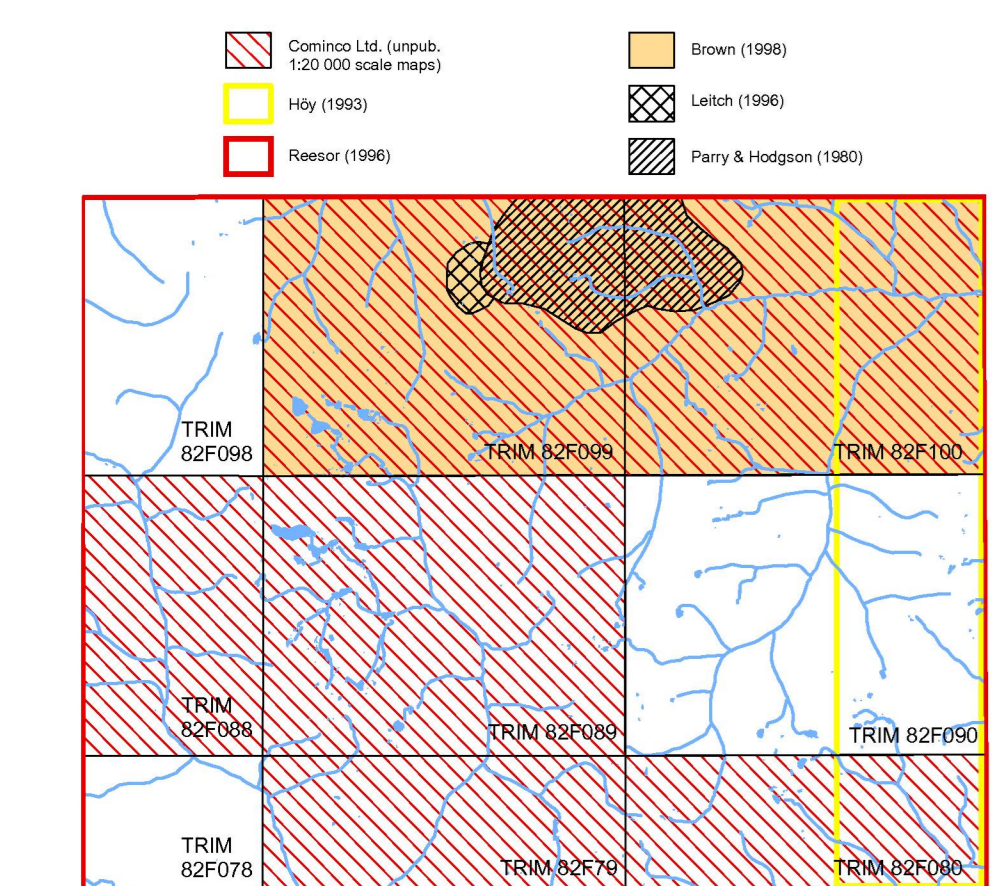 Cominco Ltd. (unpub.
1:20 000 scale maps)
Höy (1993)
Reesor (1996)
Brown (1998)
Leitch (1996)
Parry & Hodgson (1980)
TRIM
82F098
TRIM 82F099
TRIM 82F100
TRIM
82F088
TRIM 82F089
TRIM 82F090
TRIM
82F078
TRIM 82F79
TRIM 82F080